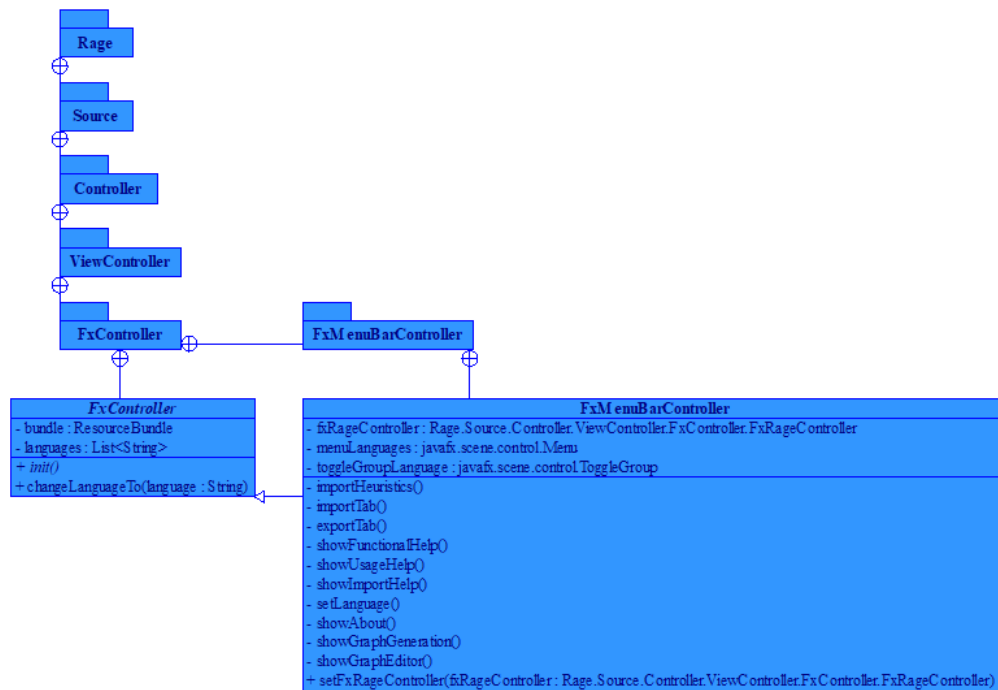 Rage
Source
Controller
ViewController
FxController
FxMenuBarController
FxController
- bundle : ResourceBundle
- languages : List<String>
+ init()
+ changeLanguageTo(language : String)
FxMenuBarController
- fxRageController : Rage.Source.Controller.ViewController.FxController.FxRageController
- menuLanguages : javafx.scene.control.Menu
- toggleGroupLanguage : javafx.scene.control.ToggleGroup
- importHeuristics()
- importTab()
- exportTab()
- showFunctionalHelp()
- showUsageHelp()
- showImportHelp()
- setLanguage()
- showAbout()
- showGraphGeneration()
- showGraphEditor()
+ setFxRageController(fxRageController : Rage.Source.Controller.ViewController.FxController.FxRageController)